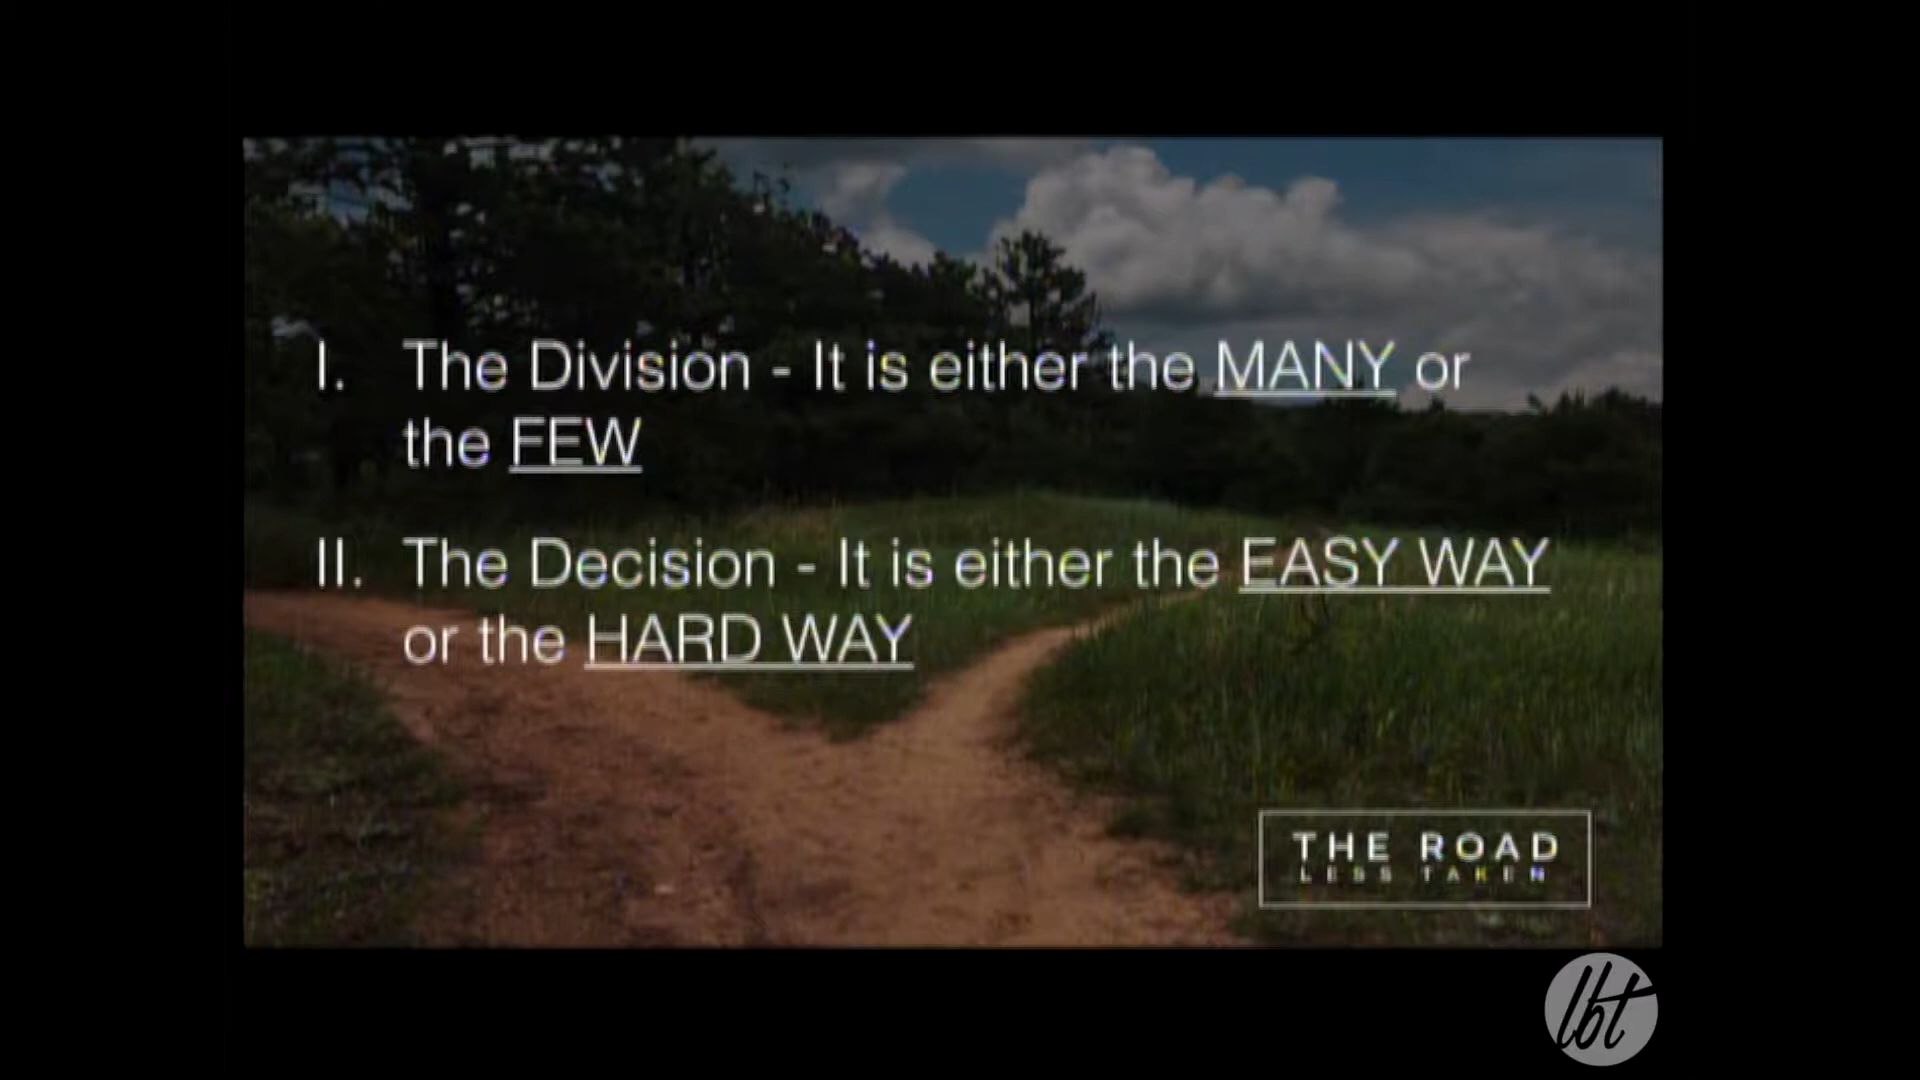 I. The Division - It is either the MANY or
the FEW
II. The Decision - It is either the EASY WAY
or the HARD WAY
THE ROAD
LESS TAKEN
lbt